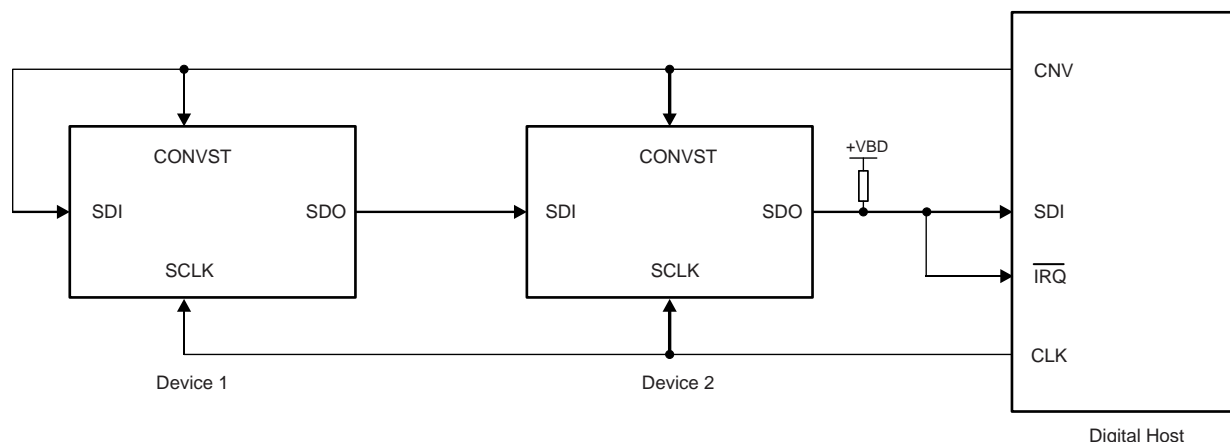 CNV
CONVST
SDI
SDO
SCLK
CONVST
SDI
SDO
SCLK
+VBD
SDI
IRQ
CLK
Device 1
Device 2
Digital Host